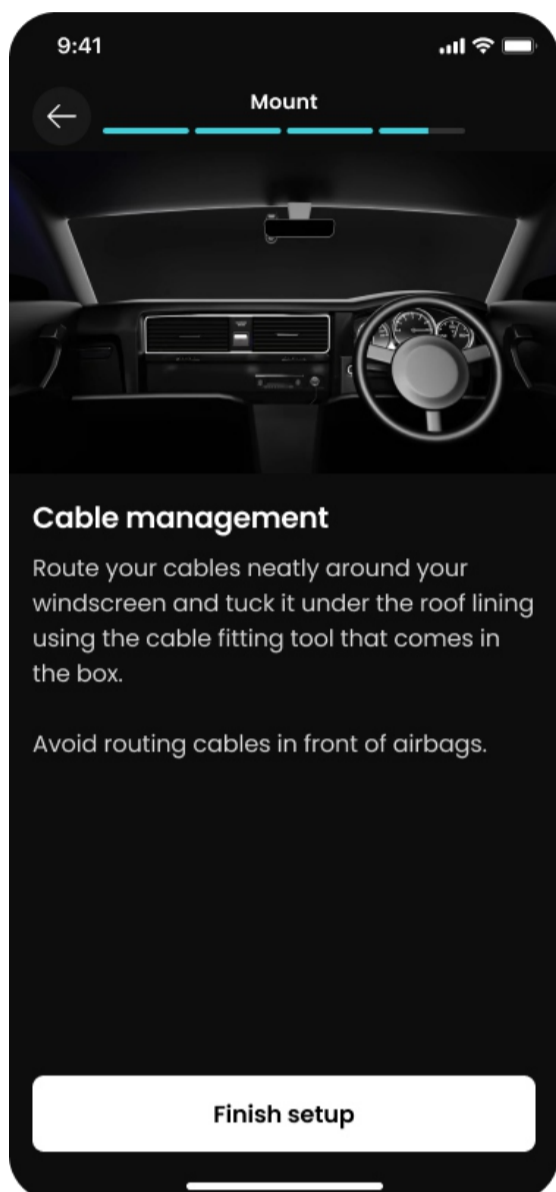 9:41
Mount
Cable management
Route your cables neatly around your
windscreen and tuck it under the roof lining
using the cable fitting tool that comes in
the box.
Avoid routing cables in front of airbags.
Finish setup